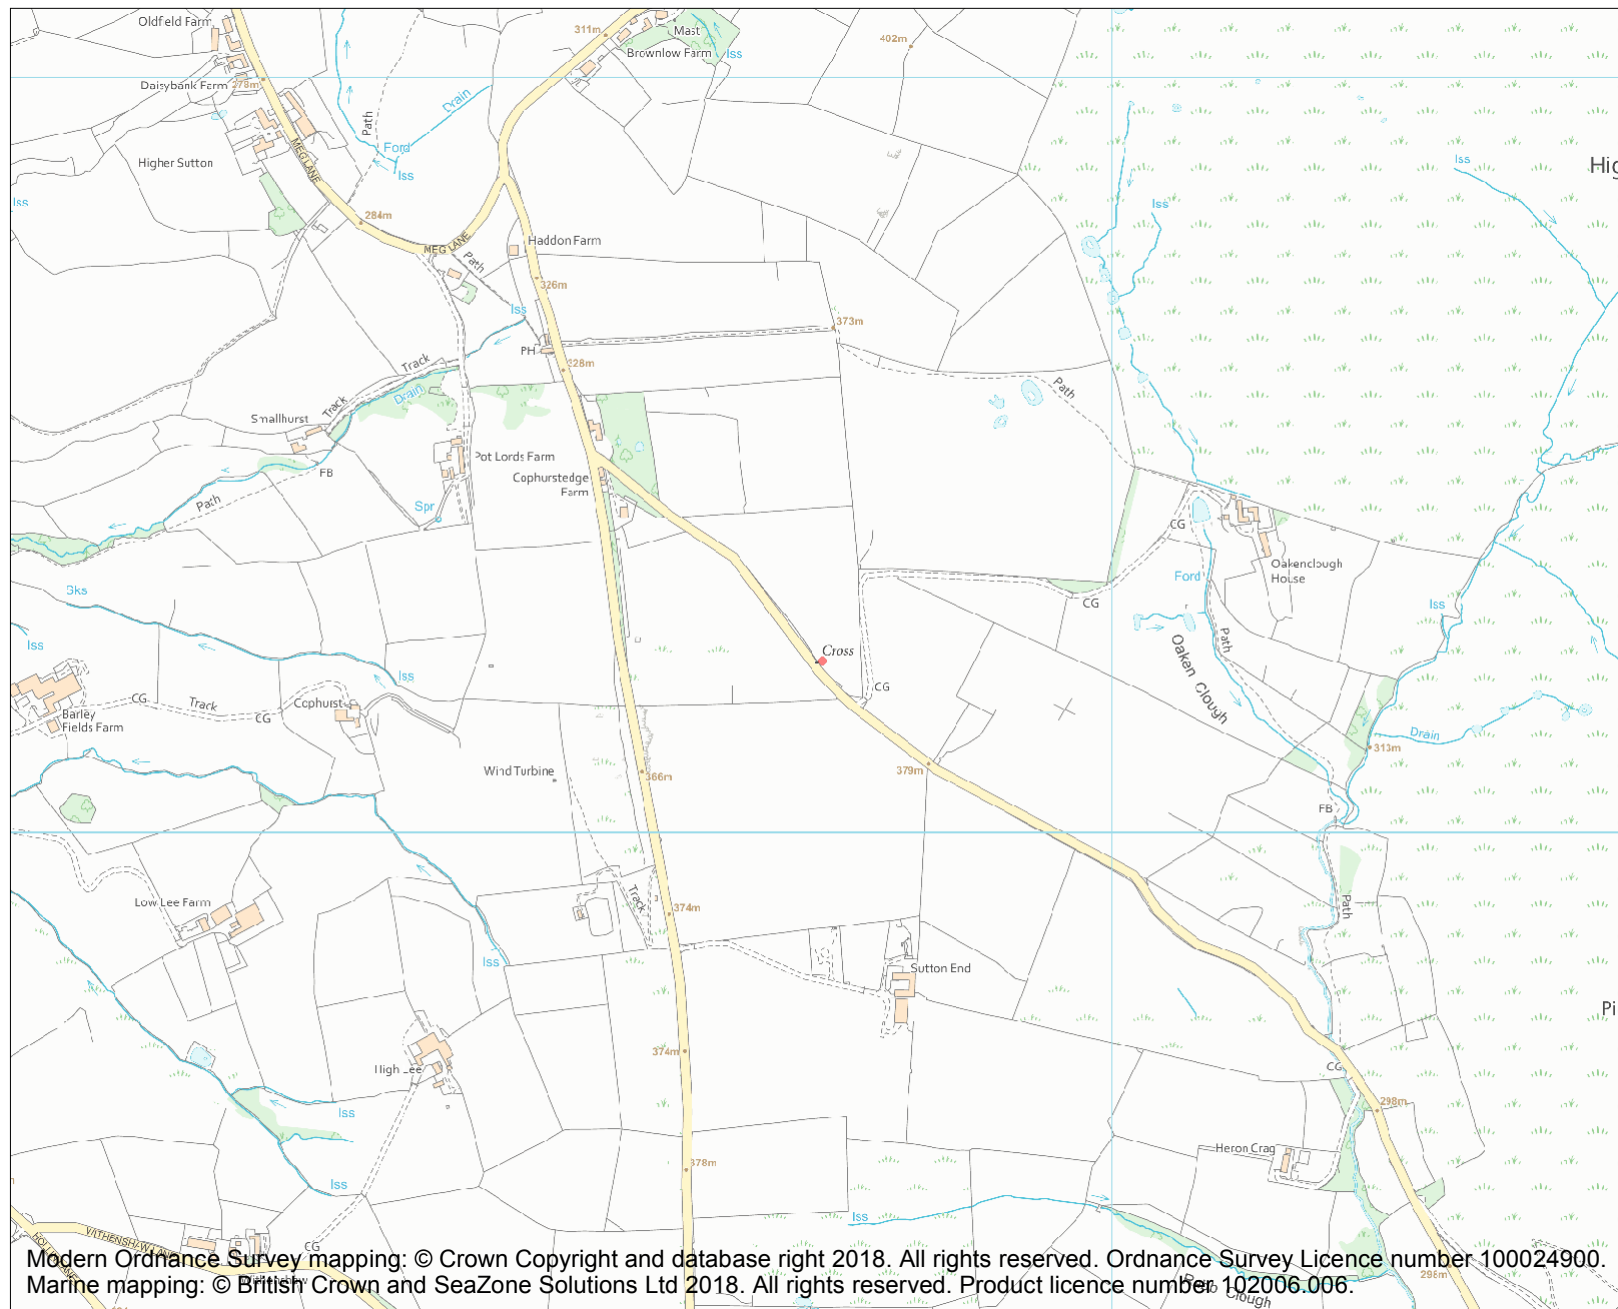 Oldfield Farm
311m
Mast
Brownlow Farm
Iss
402m
Daisybank Farm
278m
Drain
Path
Ford
Iss
Higher Sutton
MEG LANE
Iss
Hig
Iss
Iss
284m
MEG LANE
Haddon Farm
Path
326m
Iss
373m
PH
328m
Track
Drain
Path
Track
Smallhurst
FB
Pot Lords Farm
Cophurstedge
Farm
Path
Spr
CG
Oakenclough
House
Ford
Sks
CG
Iss
Iss
Path
Cross
Oaken Clough
Iss
CG
CG
Track
CG
Cophurst
Barley
Fields Farm
Drain
313m
Wind Turbine
366m
379m
FB
Low Lee Farm
Track
374m
Path
Iss
Sutton End
Pi
374m
High Lee
CG
Iss
298m
Heron Crag
378m
Iss
Iss
WITHENSHAW LANE
CG
Modern Ordnance Survey mapping: © Crown Copyright and database right 2018. All rights reserved. Ordnance Survey Licence number 100024900.
Marine mapping: © British Crown and SeaZone Solutions Ltd 2018. All rights reserved. Product licence number 102006.006.
Withenshaw
Clough